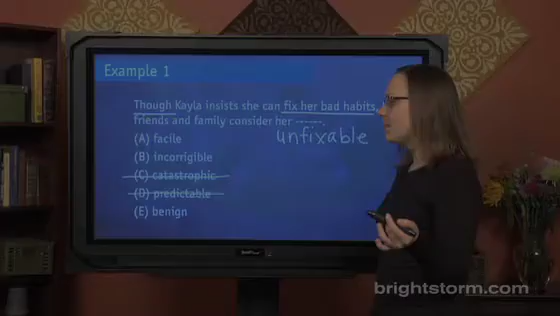 Example 1
Though Kayla insists she can fix her bad habits,
friends and family consider her ------.
unfixable
(A) facile
(B) incorrigible
(C) catastrophic
(D) predictable
(E) benign
brightstorm.com